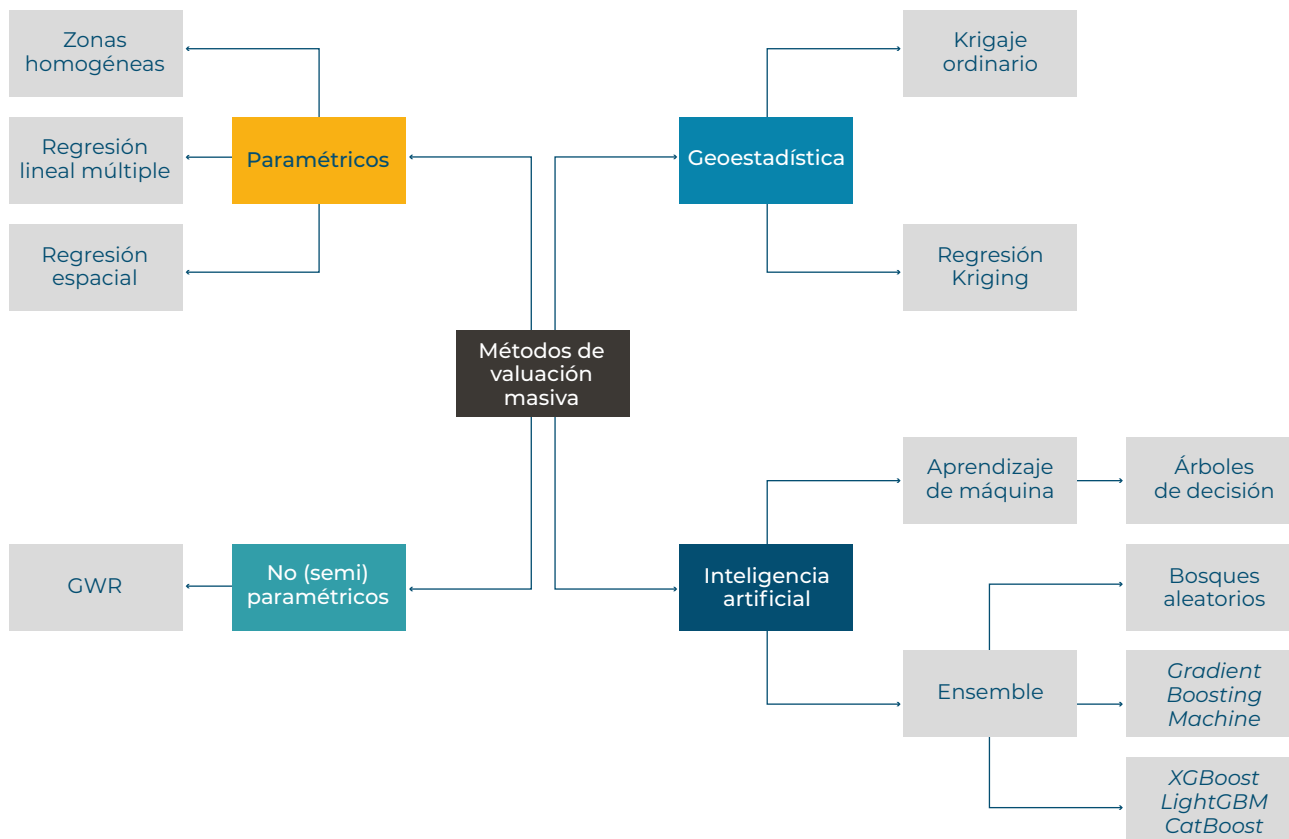 Zonas
homogéneas
Regresión
lineal múltiple
Regresión
espacial
Paramétricos
Geoestadística
Krigaje
ordinario
Regresión
Kriging
Métodos de
valuación
masiva
GWR
No (semi)
paramétricos
Inteligencia
artificial
Aprendizaje
de máquina
Árboles
de decisión
Ensemble
Bosques
aleatorios
Gradient
Boosting
Machine
XGBoost
LightGBM
CatBoost